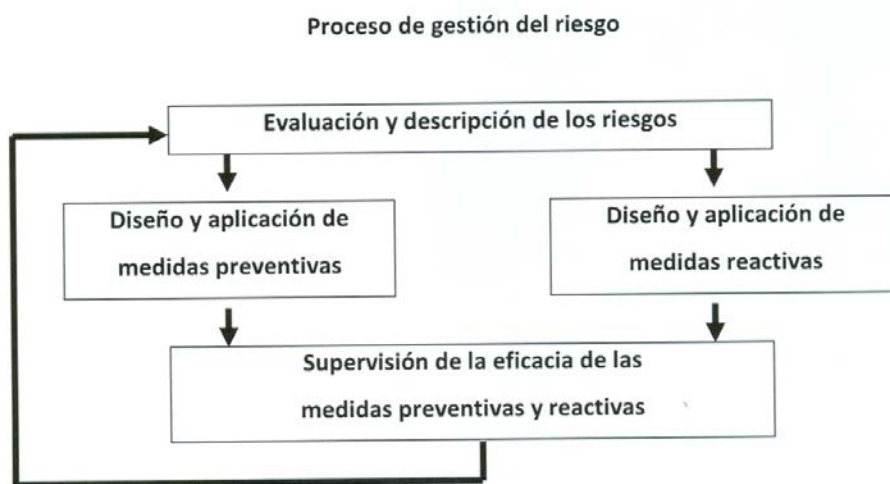 Proceso de gestión del riesgo
Evaluación y descripción de los riesgos
Diseño y aplicación de
medidas preventivas
Diseño y aplicación de
medidas reactivas
Supervisión de la eficacia de las
medidas preventivas y reactivas